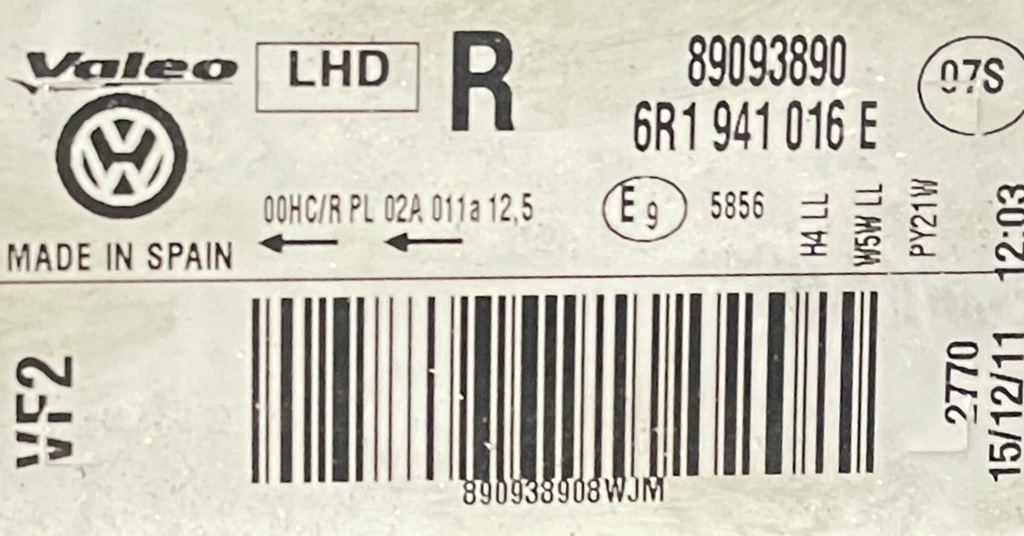 Valeo
LHD
R
89093890
6R1 941 016 E
07S
00HC/R PL 02A 011a 12,5
E9
5856
H4 LL
W5W LL
PY21W
MADE IN SPAIN
VF2
890938908WJM
2770
15/12/11 12:03